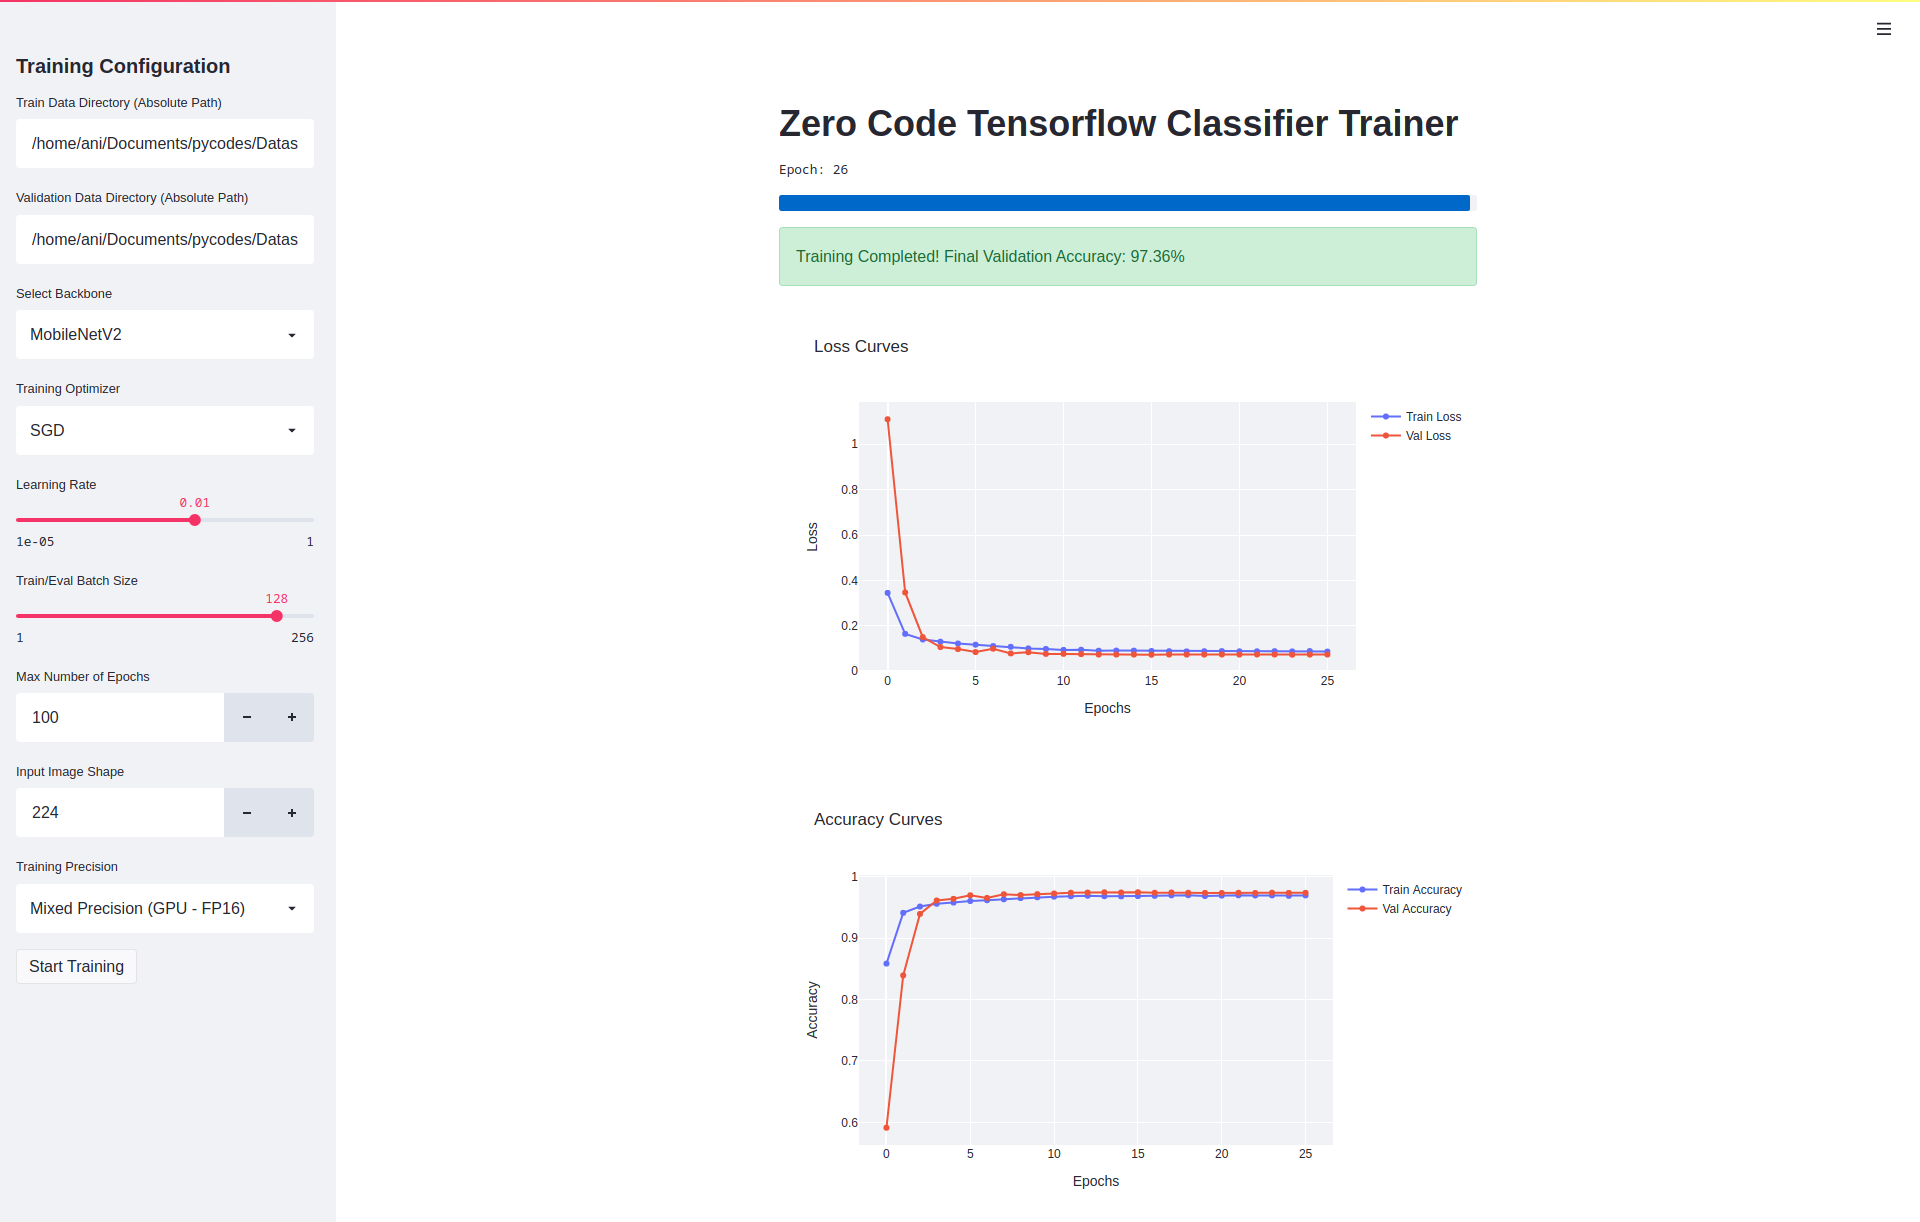 Training Configuration
Train Data Directory (Absolute Path)
/home/ani/Documents/pycodes/Datas
Validation Data Directory (Absolute Path)
/home/ani/Documents/pycodes/Datas
Select Backbone
MobileNetV2
Training Optimizer
SGD
Learning Rate
0.01
1e-05 1
Train/Eval Batch Size
128
1 256
Max Number of Epochs
100
Input Image Shape
224
Training Precision
Mixed Precision (GPU - FP16)
Start Training
Zero Code Tensorflow Classifier Trainer
Epoch: 26
Training Completed! Final Validation Accuracy: 97.36%
Loss Curves
Train Loss
Val Loss
1
0.8
0.6
0.4
0.2
0
Loss
0 5 10 15 20 25
Epochs
Accuracy Curves
Train Accuracy
Val Accuracy
1
0.9
0.8
0.7
0.6
Accuracy
0 5 10 15 20 25
Epochs